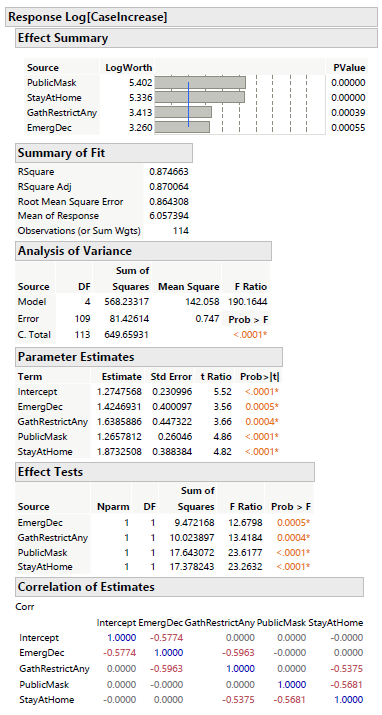 Response Log[CaseIncrease]
Effect Summary
Source LogWorth PValue
PublicMask 5.402 0.00000
StayAtHome 5.336 0.00000
GathRestrictAny 3.413 0.00039
EmergDec 3.260 0.00055
Summary of Fit
RSquare 0.874663
RSquare Adj 0.870064
Root Mean Square Error 0.864308
Mean of Response 6.057394
Observations (or Sum Wgts) 114
Analysis of Variance
Sum of
Source DF Squares Mean Square F Ratio
Model 4 568.23317 142.058 190.1644
Error 109 81.42614 0.747 Prob > F
C. Total 113 649.65931 <.0001*
Parameter Estimates
Term Estimate Std Error t Ratio Prob>|t|
Intercept 1.2747568 0.230996 5.52 <.0001*
EmergDec 1.4246931 0.400097 3.56 0.0005*
GathRestrictAny 1.6385886 0.447322 3.66 0.0004*
PublicMask 1.2657812 0.26046 4.86 <.0001*
StayAtHome 1.8732508 0.388384 4.82 <.0001*
Effect Tests
Sum of
Source Nparm DF Squares F Ratio Prob > F
EmergDec 1 1 9.472168 12.6798 0.0005*
GathRestrictAny 1 1 10.023897 13.4184 0.0004*
PublicMask 1 1 17.643072 23.6177 <.0001*
StayAtHome 1 1 17.378243 23.2632 <.0001*
Correlation of Estimates
Corr
Intercept EmergDec GathRestrictAny PublicMask StayAtHome
Intercept 1.0000 -0.5774 0.0000 0.0000 -0.0000
EmergDec -0.5774 1.0000 -0.5963 -0.0000 0.0000
GathRestrictAny 0.0000 -0.5963 1.0000 0.0000 -0.5375
PublicMask 0.0000 -0.0000 0.0000 1.0000 -0.5681
StayAtHome -0.0000 0.0000 -0.5375 -0.5681 1.0000